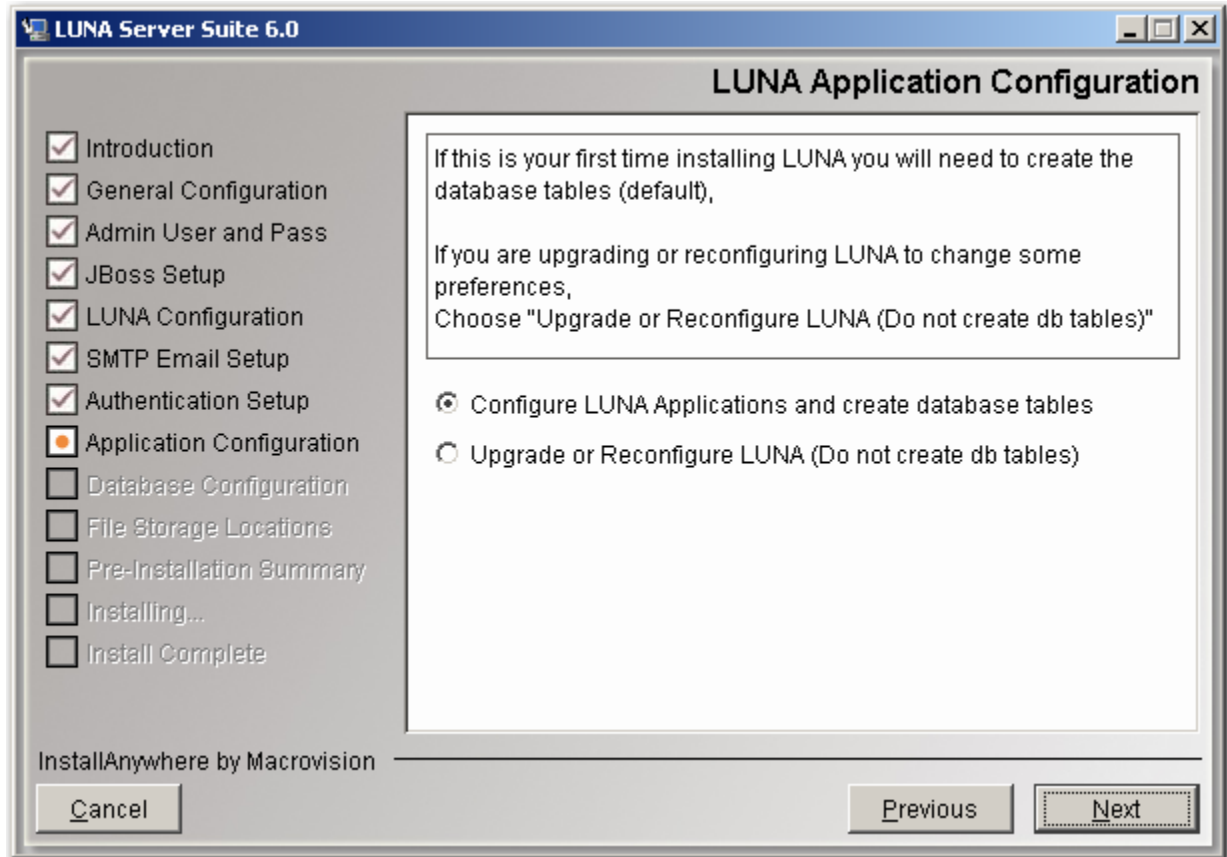 LUNA Server Suite 6.0
LUNA Application Configuration
Introduction
General Configuration
Admin User and Pass
JBoss Setup
LUNA Configuration
SMTP Email Setup
Authentication Setup
Application Configuration
Database Configuration
File Storage Locations
Pre-Installation Summary
Installing...
Install Complete
If this is your first time installing LUNA you will need to create the
database tables (default),
If you are upgrading or reconfiguring LUNA to change some
preferences,
Choose "Upgrade or Reconfigure LUNA (Do not create db tables)"
Configure LUNA Applications and create database tables
Upgrade or Reconfigure LUNA (Do not create db tables)
InstallAnywhere by Macrovision
Cancel
Previous
Next